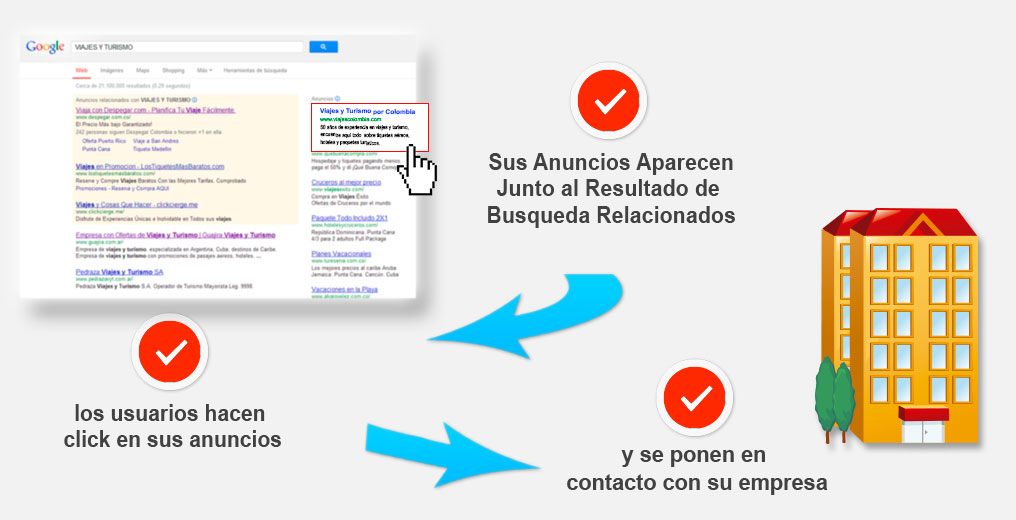 Google VIAJES Y TURISMO
Web Imágenes Maps Shopping Más Herramientas de búsqueda
Cerca de 21,100,000 resultados (0.29 segundos)
Anuncios relacionados con VIAJES Y TURISMO
Viaja con Despegar.com - Planifica Tu Viaje Fácilmente.
www.despegar.com.co/
El Precio Más bajo Garantizado!
242 personas siguen Despegar Colombia o hicieron +1 en ella
Oferta Puerto Rico Viaje a San Andres
Punta Cana Tiquete Medellin
Viajes en Promocion - LosTiquetesMasBaratos.com
www.lostiquetesmasbaratos.com/
Reserve y Compre Viajes Baratos Con las Mejores Tarifas, Comprobado
Promociones - Reserva y Compra AQUI
Viajes y Cosas Que Hacer - clickcierge.me
www.clickcierge.me/
Disfrute de Experiencias Únicas e Inolvidable en Todos sus viajes
Empresa con Ofertas de Viajes y Turismo | Guajira Viajes y Turismo
www.guajira.com.ar/
Empresa de viajes y turismo, especializada en Argentina. Cuba; destinos de Caribe.
Empresa de viajes y turismo con promociones de pasajes aereos, hoteles, ...
Pedraza Viajes y Turismo SA
www.pedrazavyt.com.ar/
Pedraza Viajes y Turismo S.A. Operador de Turismo Mayorista Leg. 9998.
Anuncios
Viajes y Turismo por Colombia
www.viajescolombia.com
50 años de experiencia en viajes y turismo,
encuentre aquí todo sobre tiquetes aéreos,
hoteles y paquetes turísticos.
www.quebuenacompra.com/
Hospedaje y tiquetes pagando menos.
paga el 50% y di ¡Que Buena Compra
Cruceros al mejor precio
www.viajesexito.com/
Compra en Viajes Éxito
Ofertas de Cruceros por el mundo
Paquete Todo Incluido 2X1
www.hotelesycruceros.com/
República Dominicana, Punta Cana
4/3 para 2 adultos Full Package
Planes Vacacionales
www.turesena.com.co/
Los mejores precios al caribe Aruba
Jamaica Punta Cana Cancún Cuba
Vacaciones en la Playa
Sus Anuncios Aparecen
Junto al Resultado de
Busqueda Relacionados
los usuarios hacen
click en sus anuncios
y se ponen en
contacto con su empresa